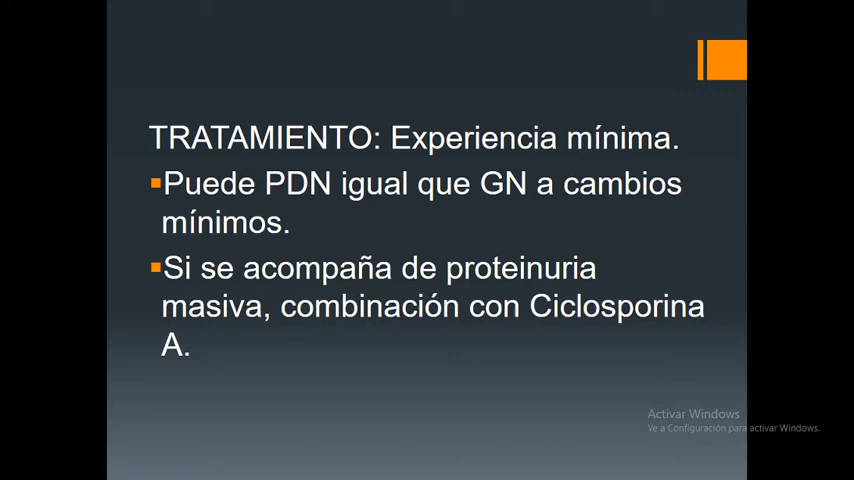 TRATAMIENTO: Experiencia mínima.
Puede PDN igual que GN a cambios
mínimos.
Si se acompaña de proteinuria
masiva, combinación con Ciclosporina
A.
Activar Windows
Ve a Configuración para activar Windows.